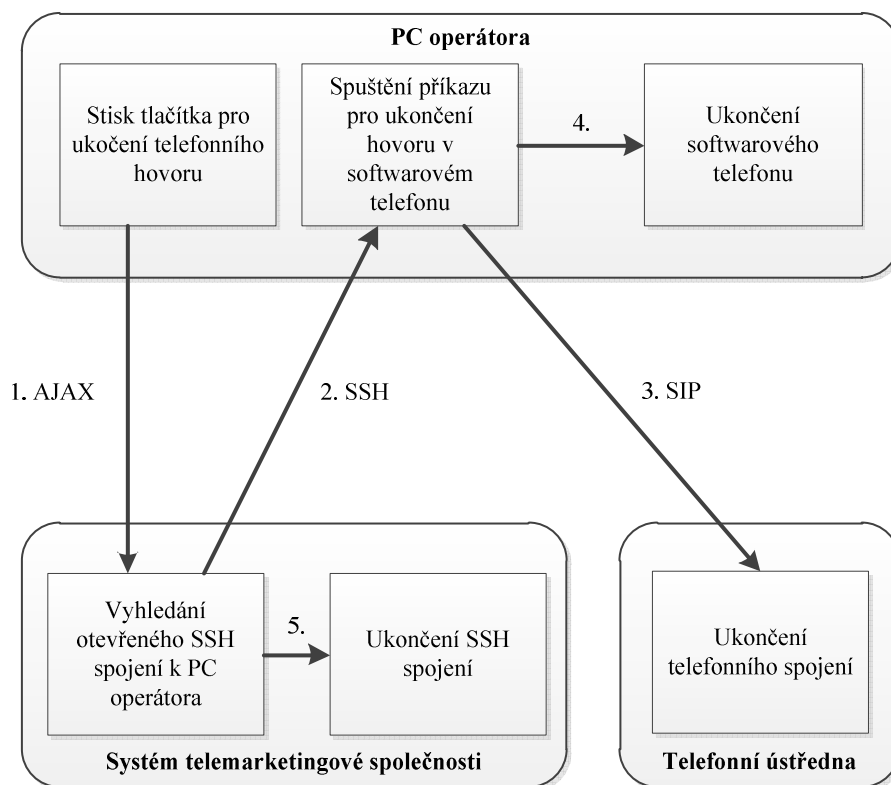 PC operátora
Stisk tlačítka pro
ukočení telefonního
hovoru
Spuštění příkazu
pro ukončení
hovoru v
softwarovém
telefonu
4.
Ukončení
softwarového
telefonu
1. AJAX
2. SSH
3. SIP
Vyhledání
otevřeného SSH
spojení k PC
operátora
5.
Ukončení SSH
spojení
Ukončení
telefonního spojení
Systém telemarketingové společnosti
Telefonní ústředna